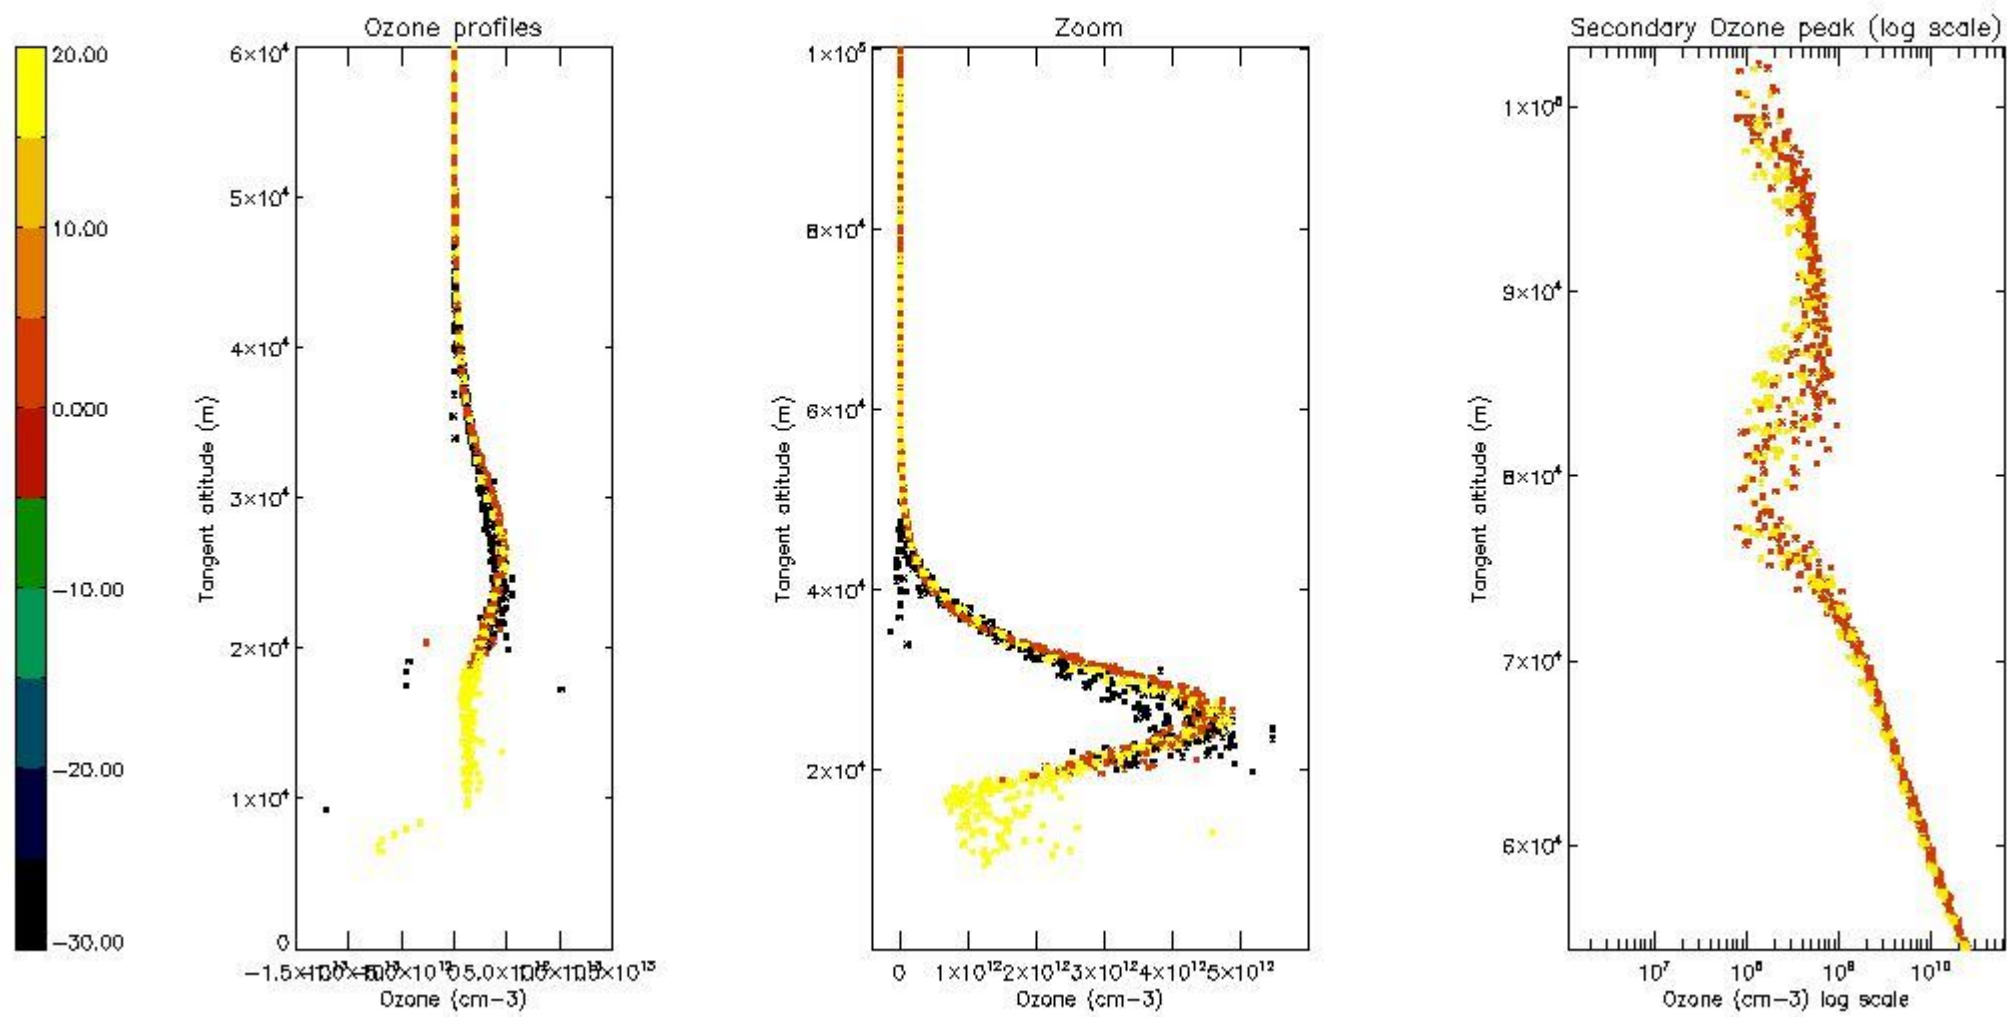 Ozone profiles
Zoom
Secondary Ozone peak (log scale)
20.00
10.00
0.000
-10.00
-20.00
-30.00
6×10⁴
5×10⁴
4×10⁴
3×10⁴
2×10⁴
1×10⁴
0
Tangent altitude (m)
Ozone (cm-3)
1×10⁵
8×10⁴
6×10⁴
4×10⁴
2×10⁴
Tangent altitude (m)
0 1×10¹² 2×10¹² 3×10¹² 4×10¹² 5×10¹²
Ozone (cm-3)
9×10⁴
8×10⁴
7×10⁴
6×10⁴
Tangent altitude (m)
10⁷ 10⁸ 10⁹ 10¹⁰
Ozone (cm-3) log scale